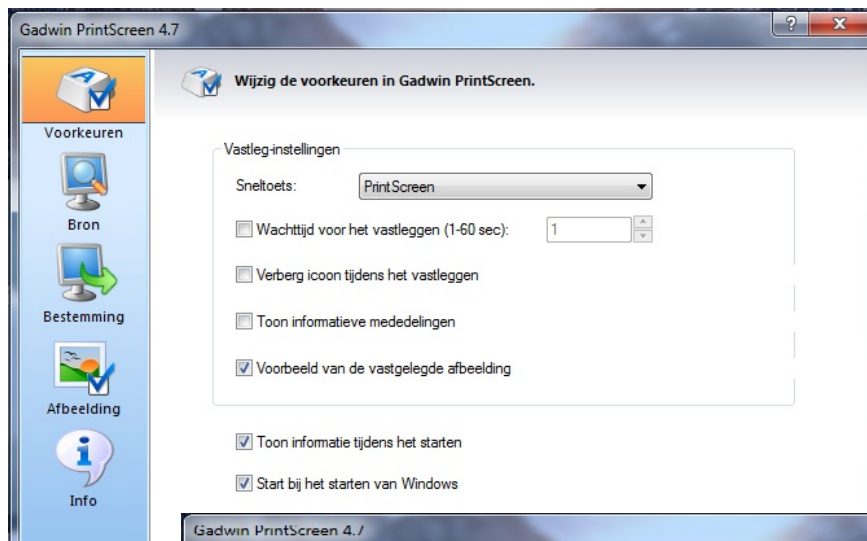 Gadwin PrintScreen 4.7
Voorkeuren
Bron
Bestemming
Afbeelding
Info
Wijzig de voorkeuren in Gadwin PrintScreen.
Vastleg-instellingen
Sneltoets: PrintScreen
Wachttijd voor het vastleggen (1-60 sec): 1
Verberg icoon tijdens het vastleggen
Toon informatieve mededelingen
Voorbeeld van de vastgelegde afbeelding
Toon informatie tijdens het starten
Start bij het starten van Windows
Gadwin PrintScreen 4.7